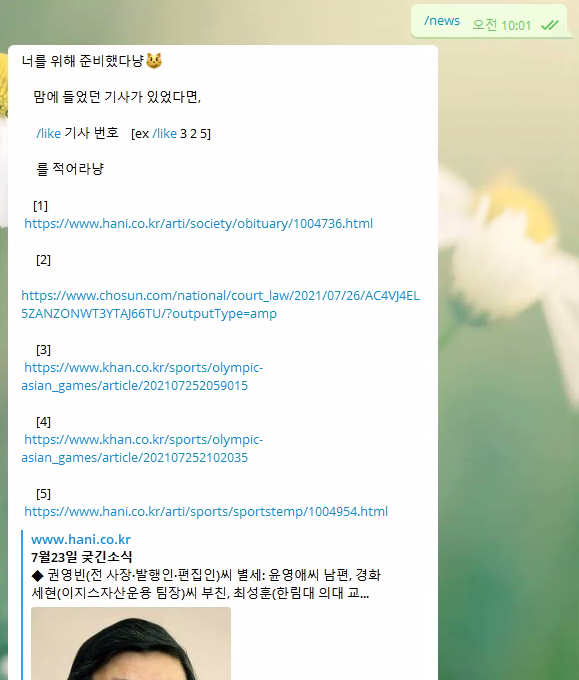 /news 오전 10:01
너를 위해 준비했다냥
맘에 들었던 기사가 있었다면,
/like 기사 번호 [ex /like 3 2 5]
를 적어라냥
[1]
https://www.hani.co.kr/arti/society/obituary/1004736.html
[2]
https://www.chosun.com/national/court_law/2021/07/26/AC4VJ4EL
5ZANZONWT3YTAJ66TU/?outputType=amp
[3]
https://www.khan.co.kr/sports/olympic-
asian_games/article/202107252059015
[4]
https://www.khan.co.kr/sports/olympic-
asian_games/article/202107252102035
[5]
https://www.hani.co.kr/arti/sports/sportstemp/1004954.html
www.hani.co.kr
7월23일 궂긴소식
◆ 권영빈(전 사장·발행인·편집인)씨 별세: 윤영애씨 남편, 경화
세현(이지스자산운용 팀장)씨 부친, 최성훈(한림대 의대 교...